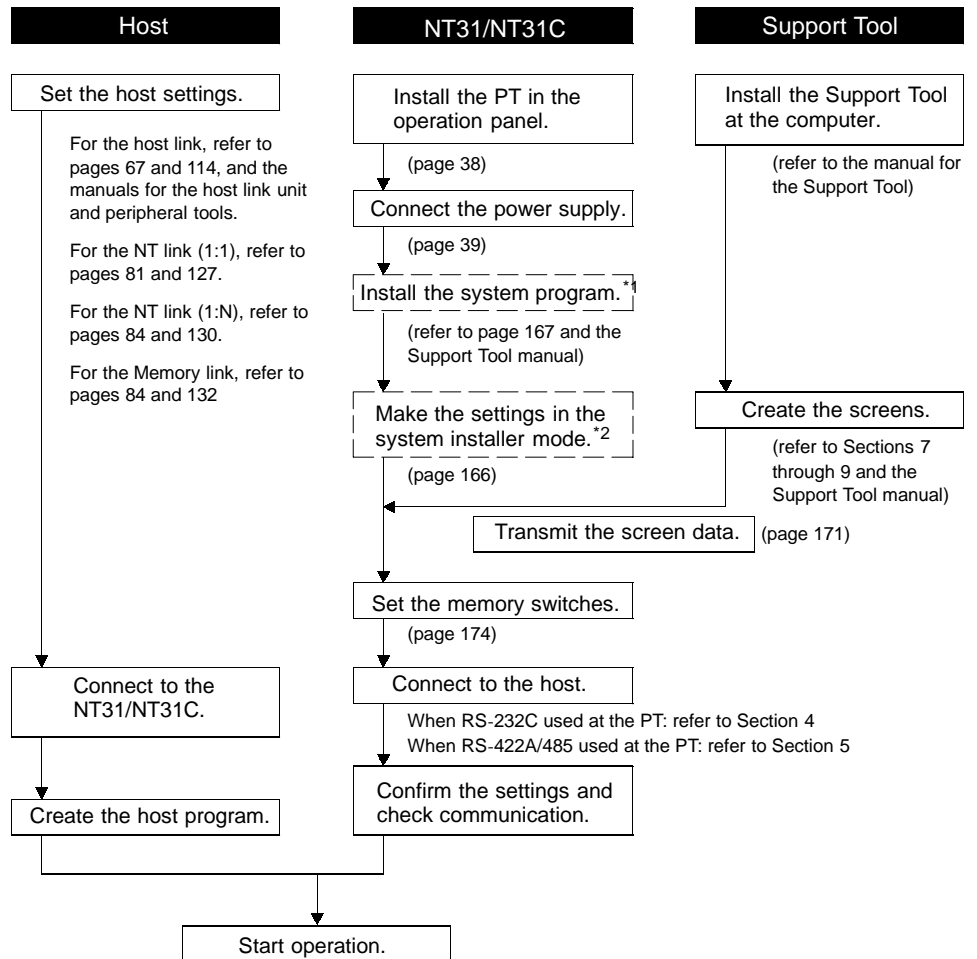 Host
NT31/NT31C
Support Tool
Set the host settings.
For the host link, refer to
pages 67 and 114, and the
manuals for the host link unit
and peripheral tools.
For the NT link (1:1), refer to
pages 81 and 127.
For the NT link (1:N), refer to
pages 84 and 130.
For the Memory link, refer to
pages 84 and 132
Connect to the
NT31/NT31C.
Create the host program.
Install the PT in the
operation panel.
(page 38)
Connect the power supply.
(page 39)
Install the system program.*1
(refer to page 167 and the
Support Tool manual)
Make the settings in the
system installer mode.*2
(page 166)
Install the Support Tool
at the computer.
(refer to the manual for
the Support Tool)
Create the screens.
(refer to Sections 7
through 9 and the
Support Tool manual)
Transmit the screen data. (page 171)
Set the memory switches.
(page 174)
Connect to the host.
When RS-232C used at the PT: refer to Section 4
When RS-422A/485 used at the PT: refer to Section 5
Confirm the settings and
check communication.
Start operation.